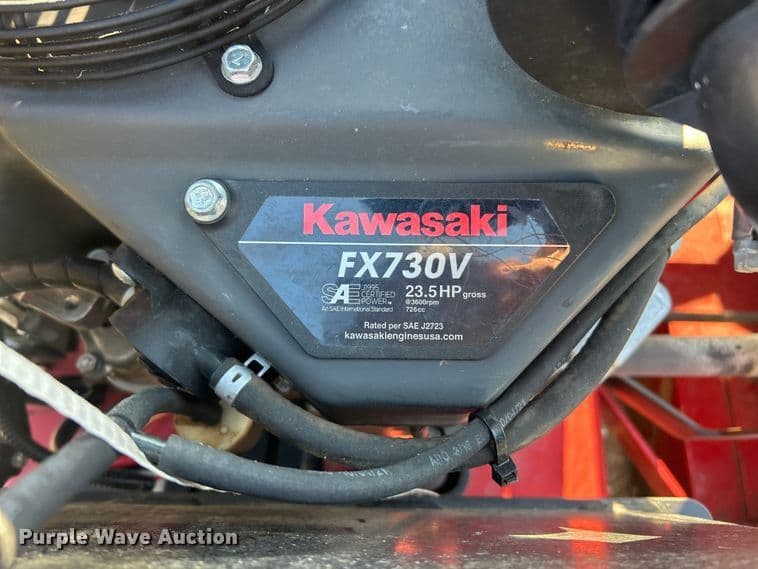 Kawasaki
FX730V
SAE J1995 CERTIFIED POWER
An SAE International Standard
23.5HP gross
@3600rpm
726cc
Rated per SAE J2723
kawasakienginesusa.com
Purple Wave Auction